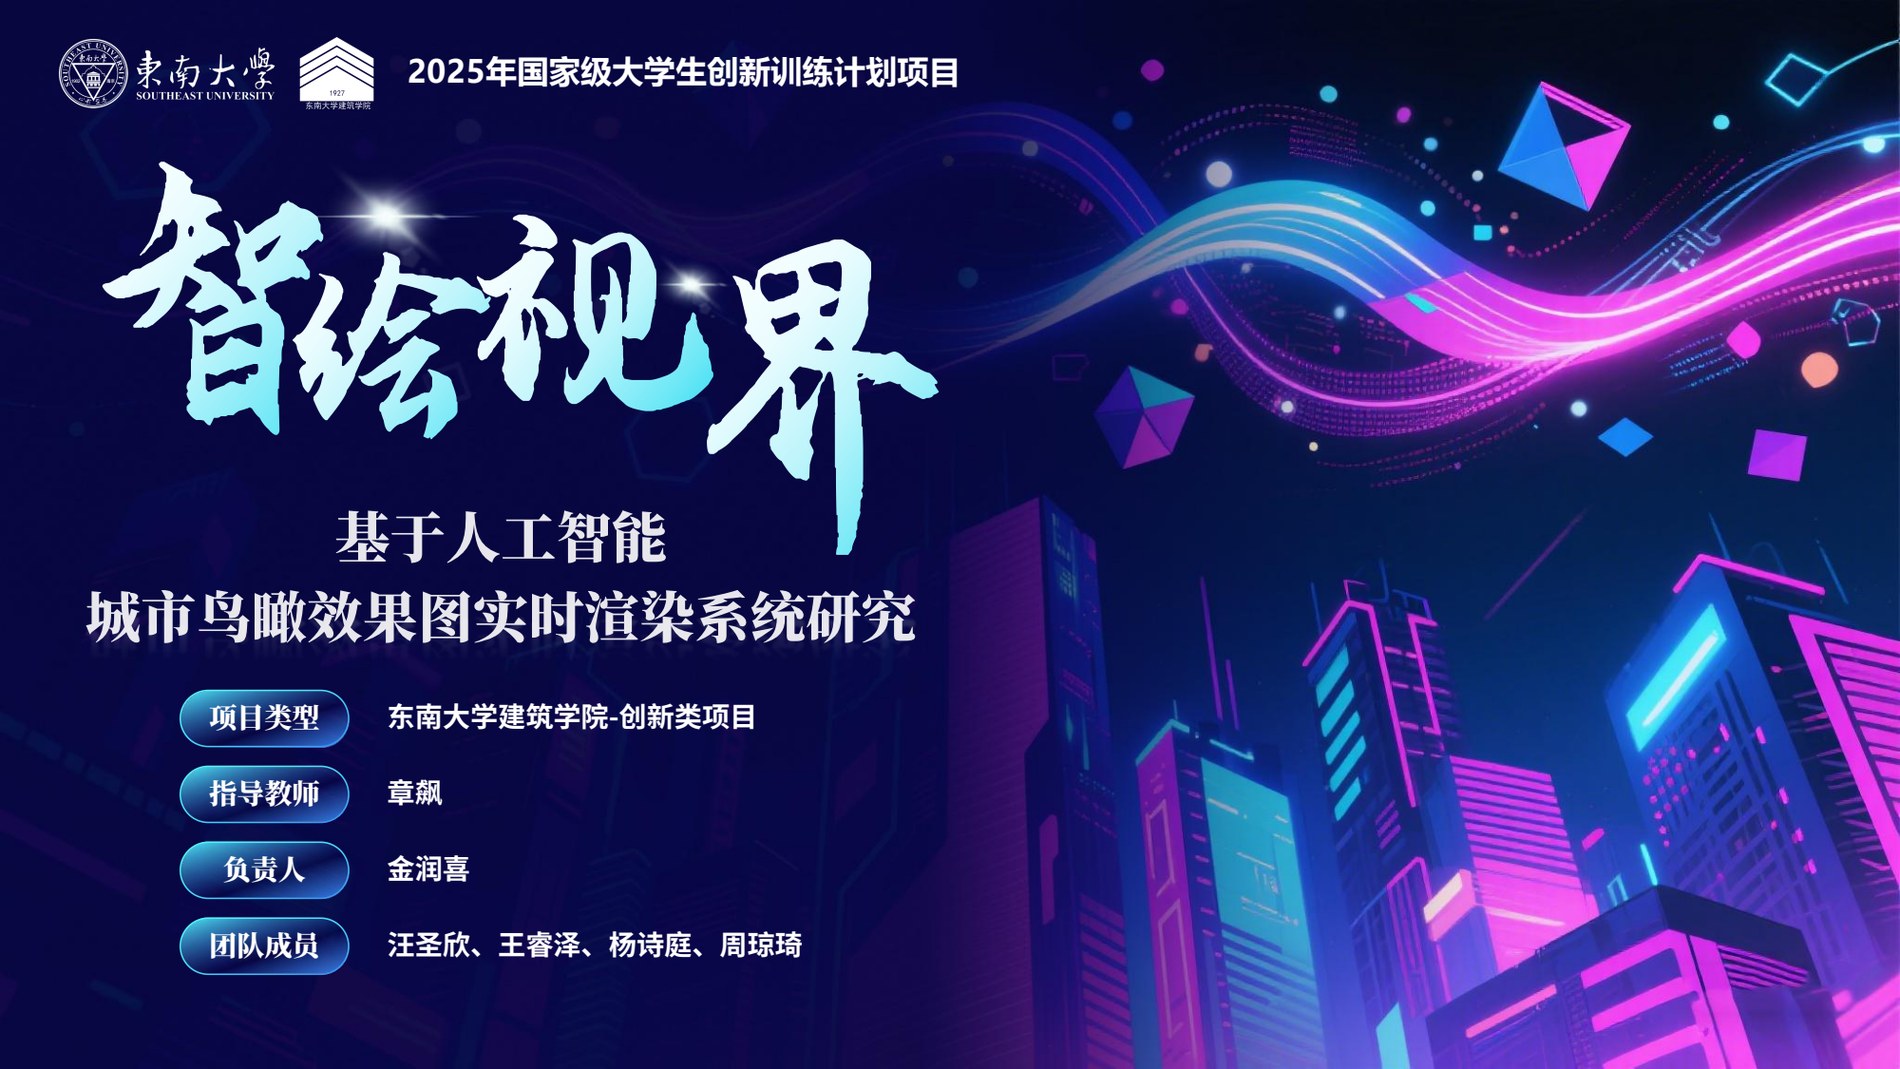 東南大學
SOUTHEAST UNIVERSITY
1927
东南大学建筑学院
2025年国家级大学生创新训练计划项目
智绘视界
基于人工智能
城市鸟瞰效果图实时渲染系统研究
项目类型 东南大学建筑学院-创新类项目
指导教师 章飙
负责人 金润喜
团队成员 汪圣欣、王睿泽、杨诗庭、周琼琦